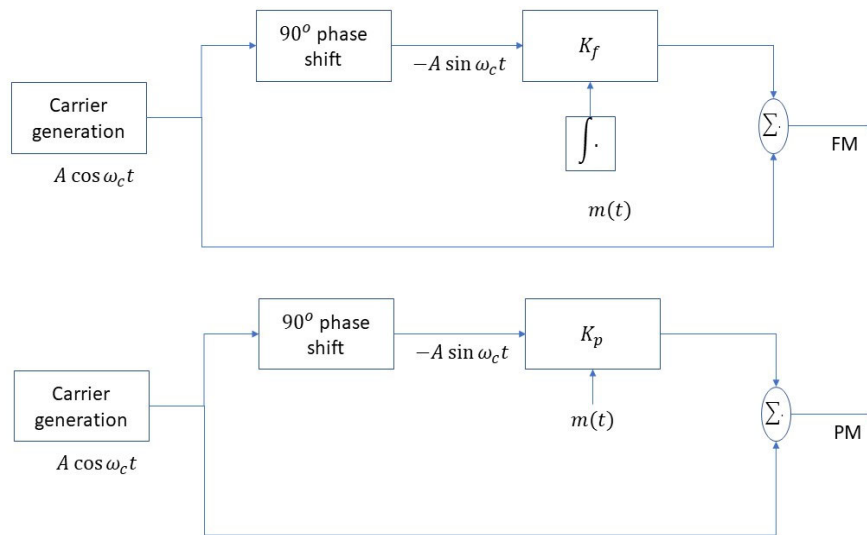 90° phase
shift
−A sin ω_c t
K_f
Carrier
generation
A cos ω_c t
∫.
m(t)
∑.
FM
90° phase
shift
−A sin ω_c t
K_p
Carrier
generation
A cos ω_c t
m(t)
∑.
PM